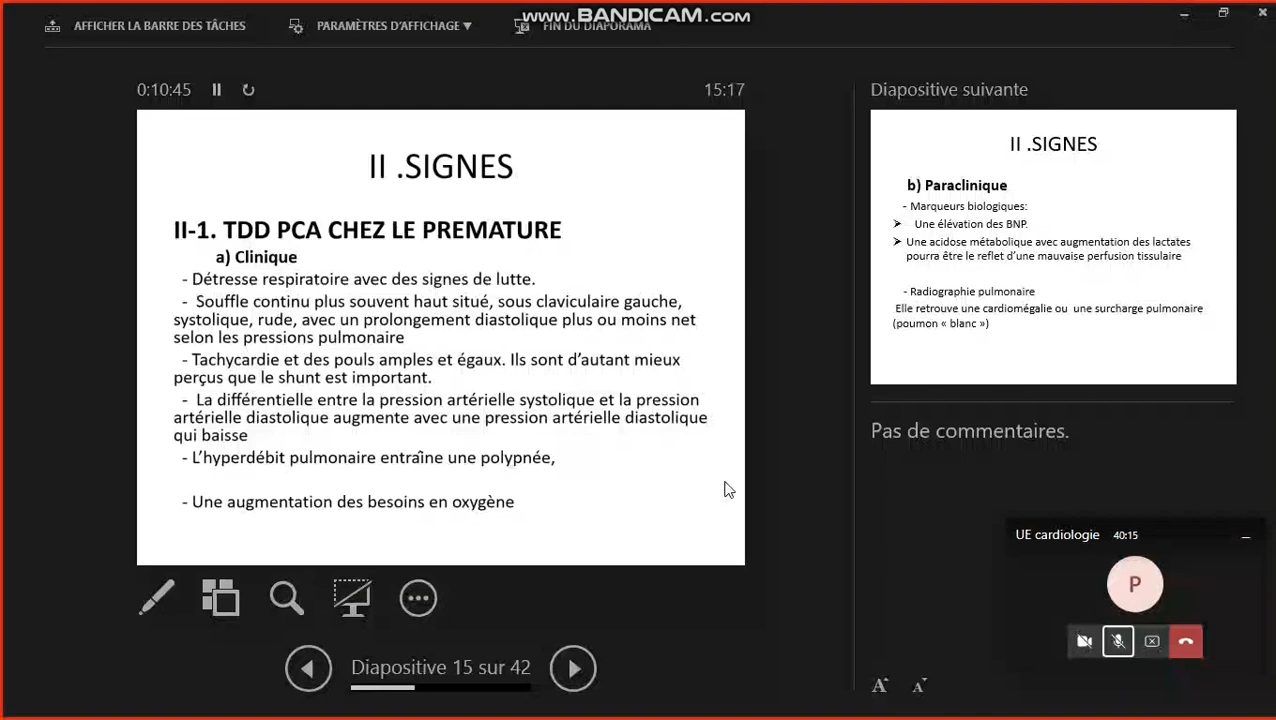 www.BANDICAM.com
AFFICHER LA BARRE DES TÂCHES
PARAMÈTRES D'AFFICHAGE ▼
FIN DU DIAPORAMA
0:10:45
15:17
II .SIGNES
II-1. TDD PCA CHEZ LE PREMATURE
a) Clinique
- Détresse respiratoire avec des signes de lutte.
- Souffle continu plus souvent haut situé, sous claviculaire gauche,
systolique, rude, avec un prolongement diastolique plus ou moins net
selon les pressions pulmonaire
- Tachycardie et des pouls amples et égaux. Ils sont d'autant mieux
perçus que le shunt est important.
- La différentielle entre la pression artérielle systolique et la pression
artérielle diastolique augmente avec une pression artérielle diastolique
qui baisse
- L'hyperdébit pulmonaire entraîne une polypnée,
- Une augmentation des besoins en oxygène
Diapositive 15 sur 42
Diapositive suivante
II .SIGNES
b) Paraclinique
- Marqueurs biologiques:
➢ Une élévation des BNP.
➢ Une acidose métabolique avec augmentation des lactates
pourra être le reflet d'une mauvaise perfusion tissulaire
- Radiographie pulmonaire
Elle retrouve une cardiomégalie ou une surcharge pulmonaire
(poumon « blanc »)
Pas de commentaires.
UE cardiologie 40:15
P
A A